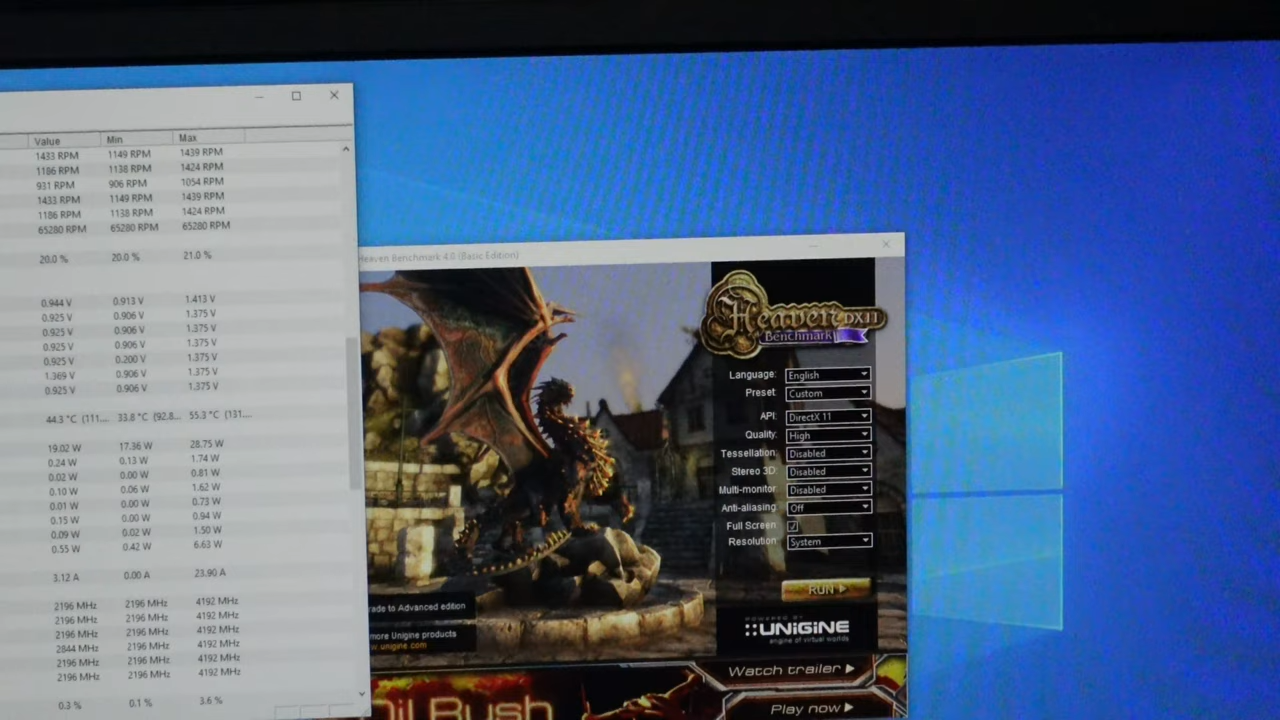 Value Min Max
1433 RPM 1149 RPM 1439 RPM
1186 RPM 1138 RPM 1424 RPM
931 RPM 906 RPM 1054 RPM
1433 RPM 1149 RPM 1439 RPM
1186 RPM 1138 RPM 1424 RPM
65280 RPM 65280 RPM 65280 RPM
20.0 % 20.0 % 21.0 %
0.944 V 0.913 V 1.413 V
0.925 V 0.906 V 1.375 V
0.925 V 0.906 V 1.375 V
0.925 V 0.906 V 1.375 V
0.925 V 0.200 V 1.375 V
1.369 V 0.906 V 1.375 V
0.925 V 0.906 V 1.375 V
44.3 °C (111.... 33.8 °C (92.8... 55.3 °C (131....
19.02 W 17.36 W 28.75 W
0.24 W 0.13 W 1.74 W
0.02 W 0.00 W 0.81 W
0.10 W 0.06 W 1.62 W
0.01 W 0.00 W 0.73 W
0.15 W 0.00 W 0.94 W
0.09 W 0.02 W 1.50 W
0.55 W 0.42 W 6.63 W
3.12 A 0.00 A 23.90 A
2196 MHz 2196 MHz 4192 MHz
2196 MHz 2196 MHz 4192 MHz
2196 MHz 2196 MHz 4192 MHz
2844 MHz 2196 MHz 4192 MHz
2196 MHz 2196 MHz 4192 MHz
2196 MHz 2196 MHz 4192 MHz
0.3 % 0.1 % 3.6 %
Heaven Benchmark 4.0 (Basic Edition)
Heaven DX11
Benchmark
Language: English
Preset: Custom
API: DirectX 11
Quality: High
Tessellation: Disabled
Stereo 3D: Disabled
Multi-monitor: Disabled
Anti-aliasing: Off
Full Screen:
Resolution: System
RUN
rade to Advanced edition
more Unigine products
unigine.com
POWERED BY
UNIGINE
engine of virtual worlds
Watch trailer
Play now
il Rush